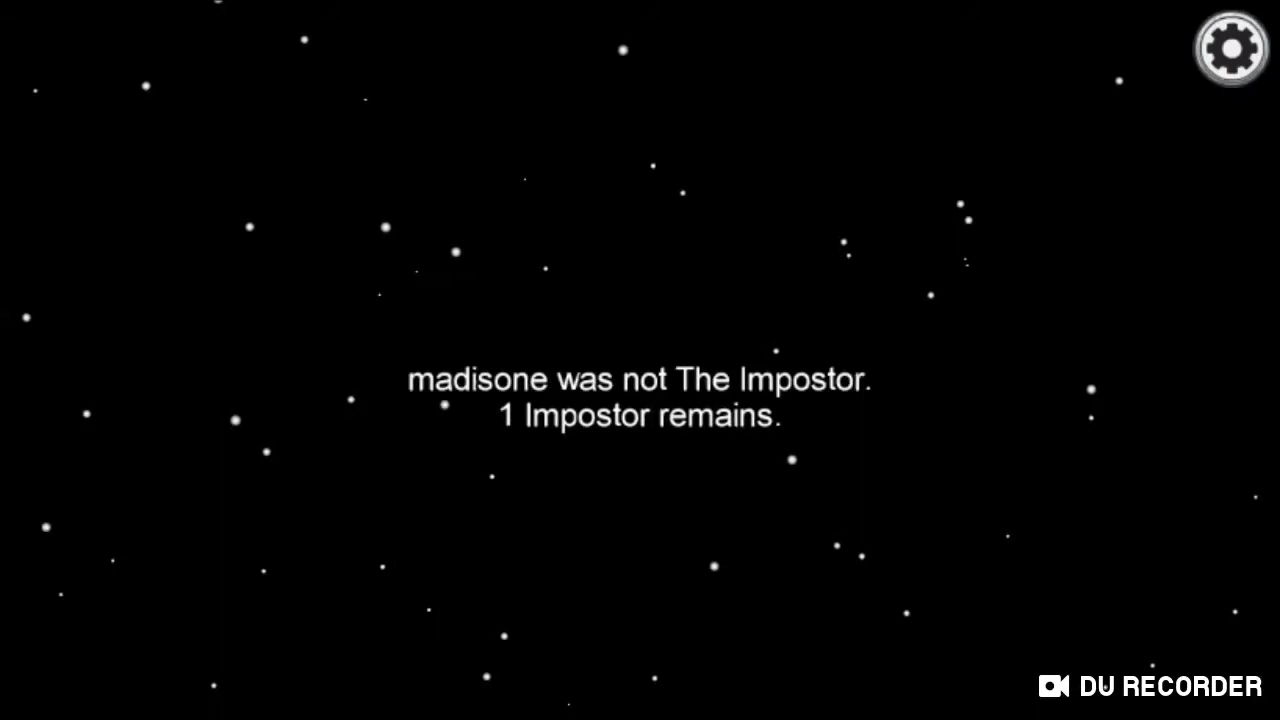 madisone was not The Impostor.
1 Impostor remains.
DU RECORDER